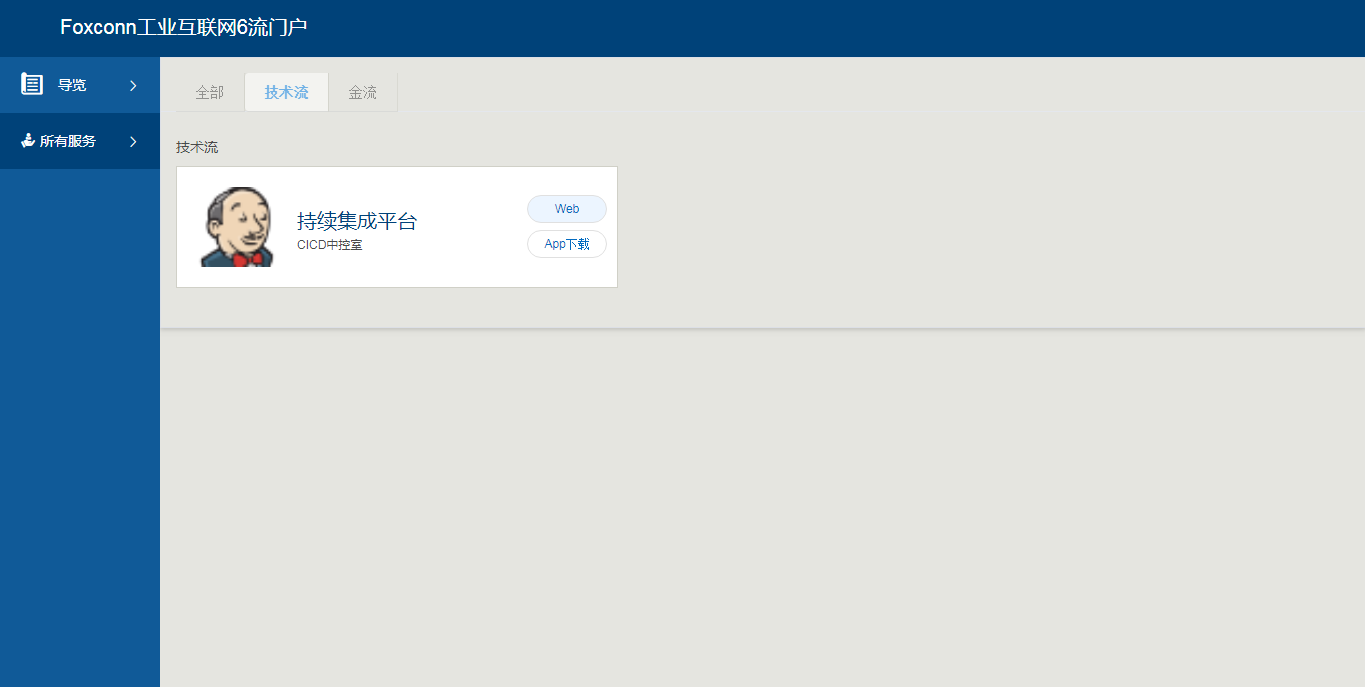 Foxconn工业互联网6流门户
导览
所有服务
全部 技术流 金流
技术流
持续集成平台
CICD中控室
Web
App下载